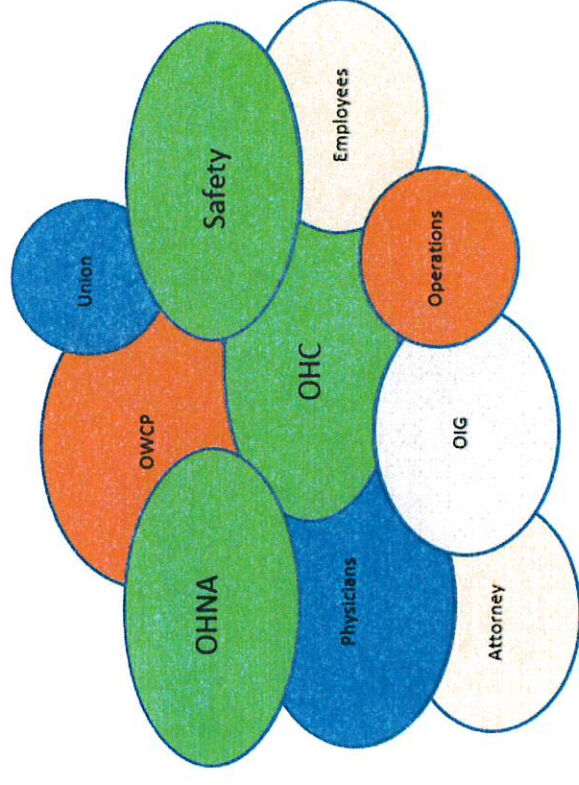 Union
OWCP
OHNA
Safety
OHC
Physicians
Employees
Operations
OIG
Attorney